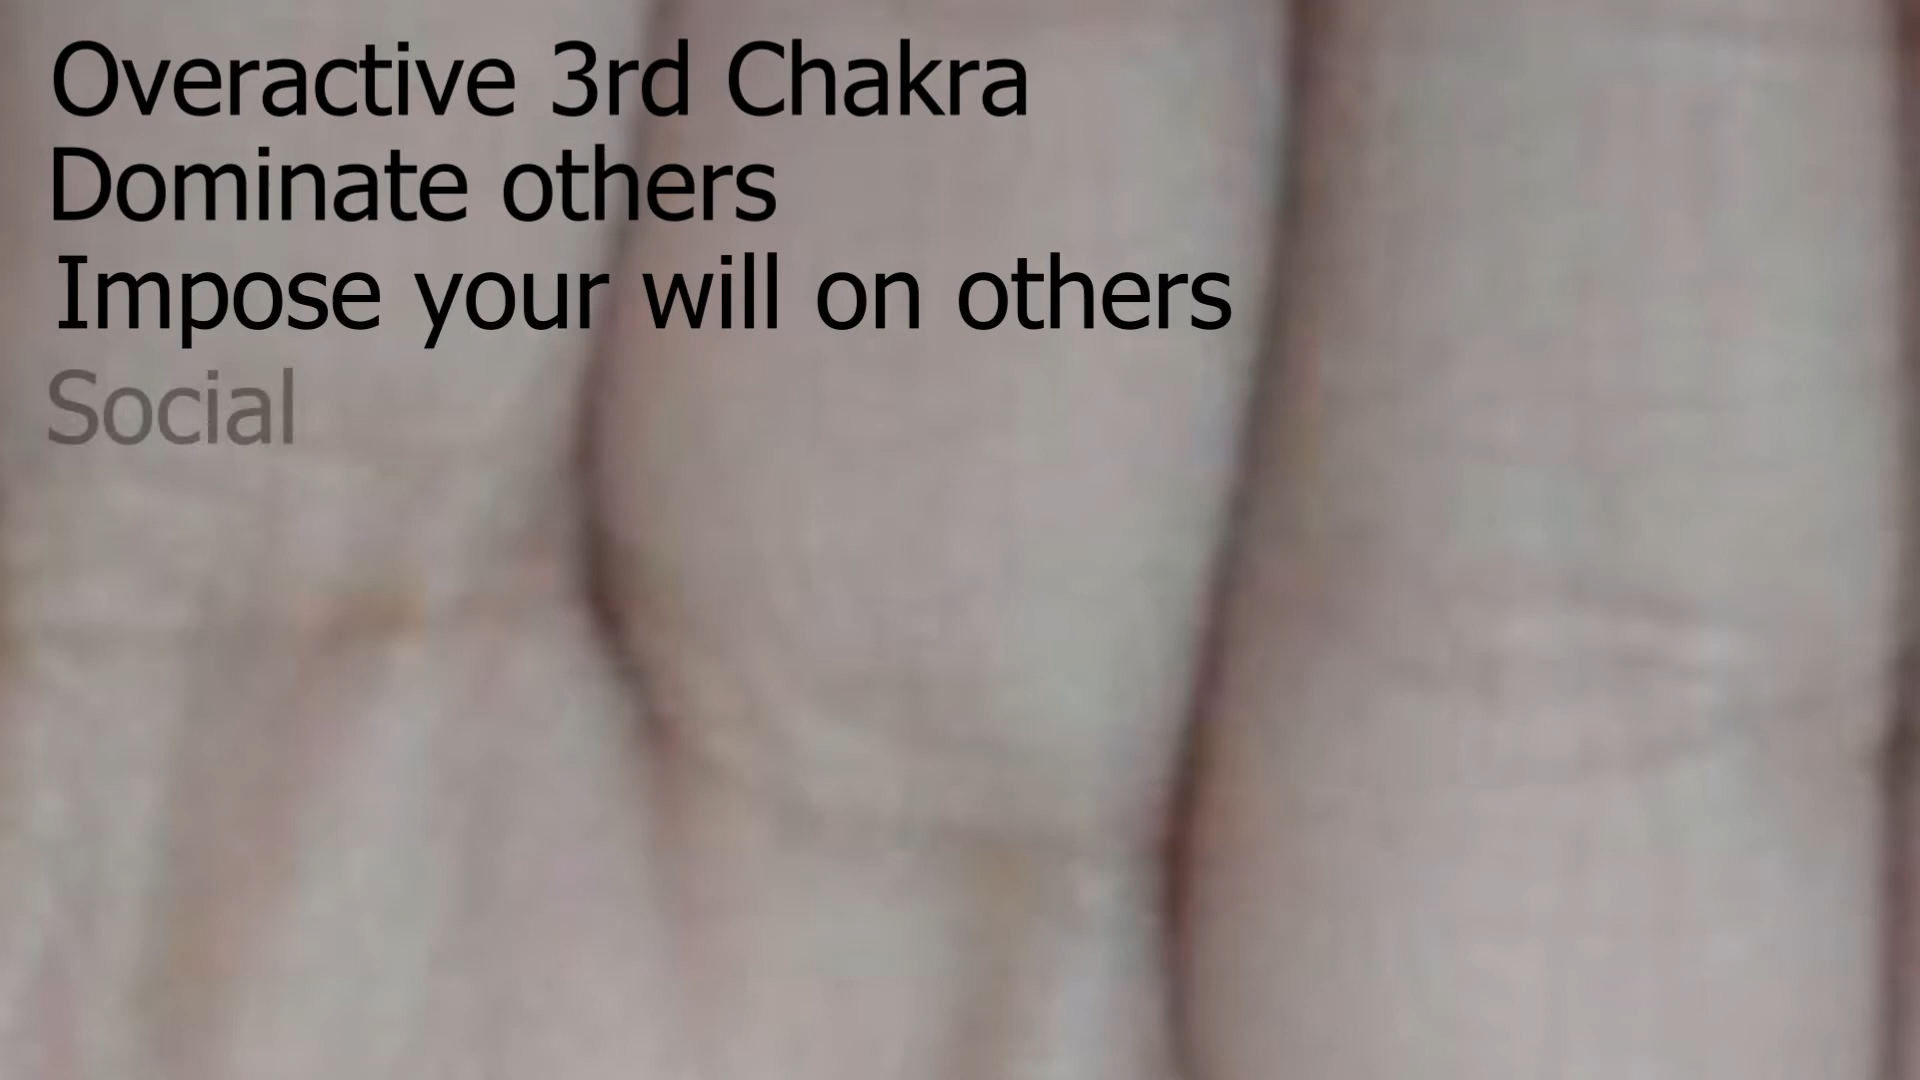 Overactive 3rd Chakra
Dominate others
Impose your will on others
Social